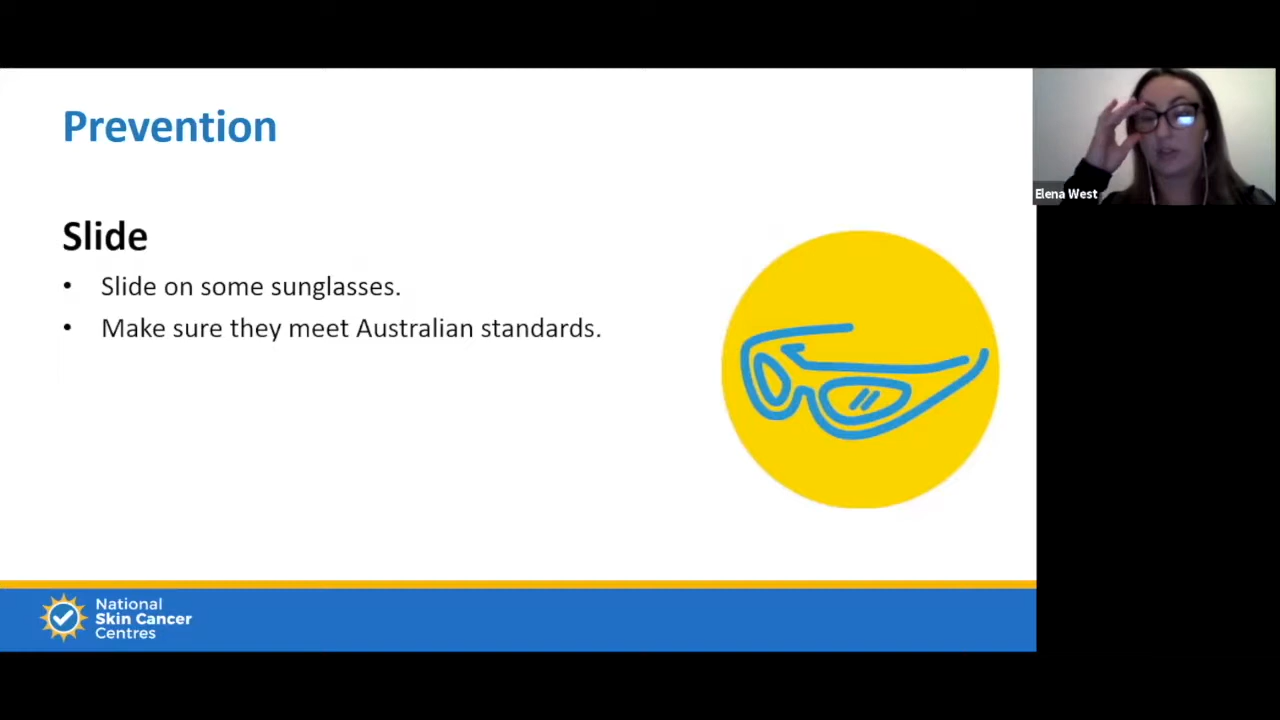 Prevention
Slide
• Slide on some sunglasses.
• Make sure they meet Australian standards.
Elena West
National
Skin Cancer
Centres